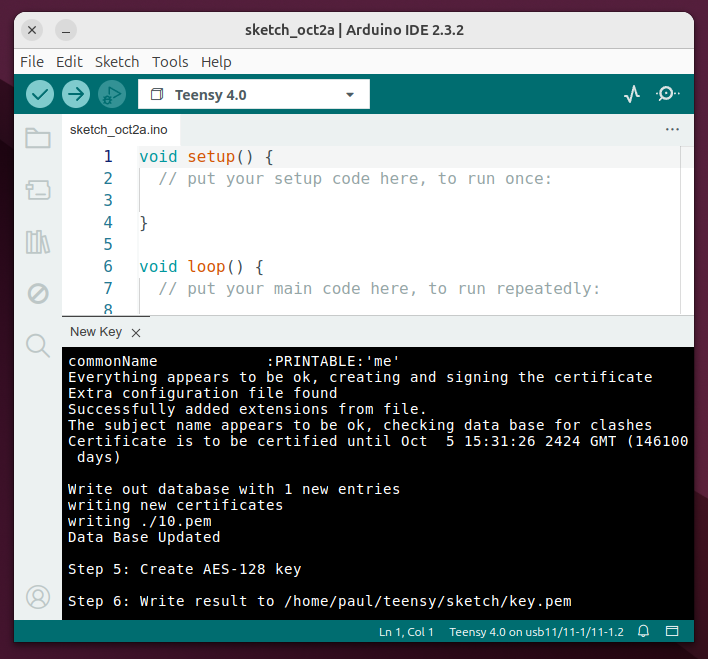 sketch_oct2a | Arduino IDE 2.3.2
File Edit Sketch Tools Help
Teensy 4.0
sketch_oct2a.ino
1 void setup() {
2 // put your setup code here, to run once:
3
4 }
5
6 void loop() {
7 // put your main code here, to run repeatedly:
8
New Key
commonName :PRINTABLE:'me'
Everything appears to be ok, creating and signing the certificate
Extra configuration file found
Successfully added extensions from file.
The subject name appears to be ok, checking data base for clashes
Certificate is to be certified until Oct 5 15:31:26 2424 GMT (146100
days)
Write out database with 1 new entries
writing new certificates
writing ./10.pem
Data Base Updated
Step 5: Create AES-128 key
Step 6: Write result to /home/paul/teensy/sketch/key.pem
Ln 1, Col 1 Teensy 4.0 on usb11/11-1/11-1.2